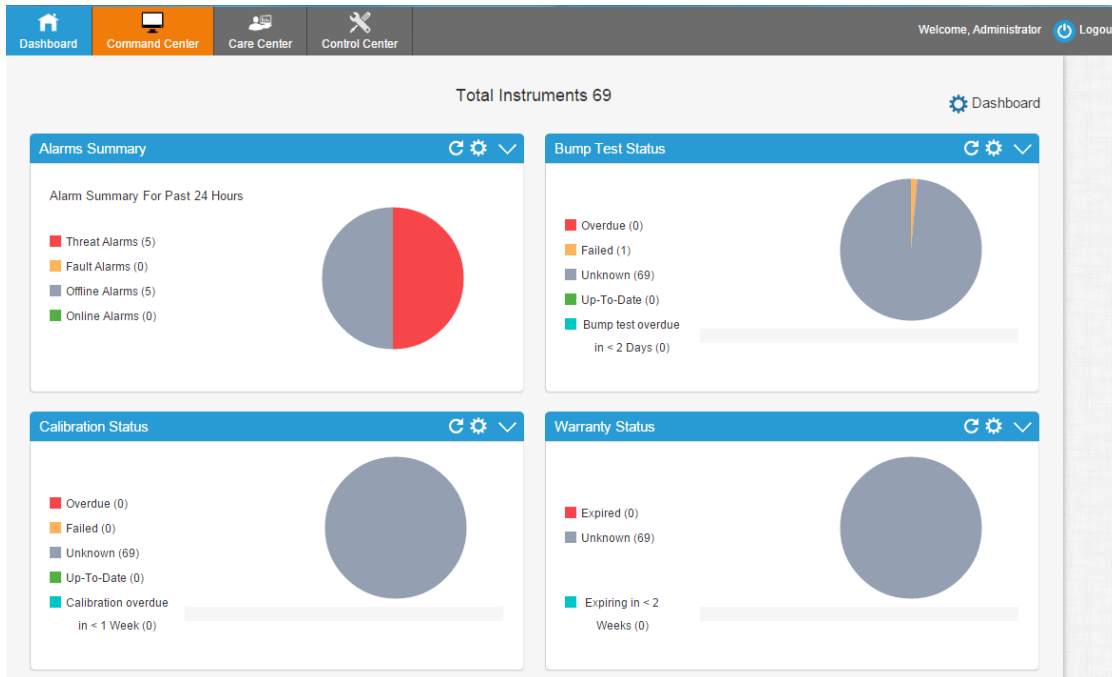 Dashboard
Command Center
Care Center
Control Center
Welcome, Administrator
Logou
Total Instruments 69
Dashboard
Alarms Summary
Alarm Summary For Past 24 Hours
Threat Alarms (5)
Fault Alarms (0)
Offline Alarms (5)
Online Alarms (0)
Bump Test Status
Overdue (0)
Failed (1)
Unknown (69)
Up-To-Date (0)
Bump test overdue
in < 2 Days (0)
Calibration Status
Overdue (0)
Failed (0)
Unknown (69)
Up-To-Date (0)
Calibration overdue
in < 1 Week (0)
Warranty Status
Expired (0)
Unknown (69)
Expiring in < 2
Weeks (0)